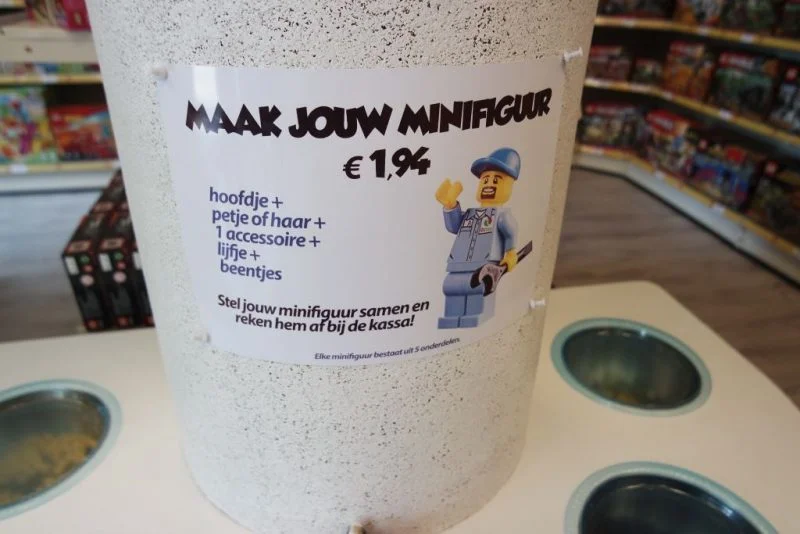 MAAK JOUW MINIFIGUUR
€ 1,94
hoofdje +
petje of haar +
1 accessoire +
lijfje +
beentjes
Stel jouw minifiguur samen en
reken hem af bij de kassa!
Elke minifiguur bestaat uit 5 onderdelen.